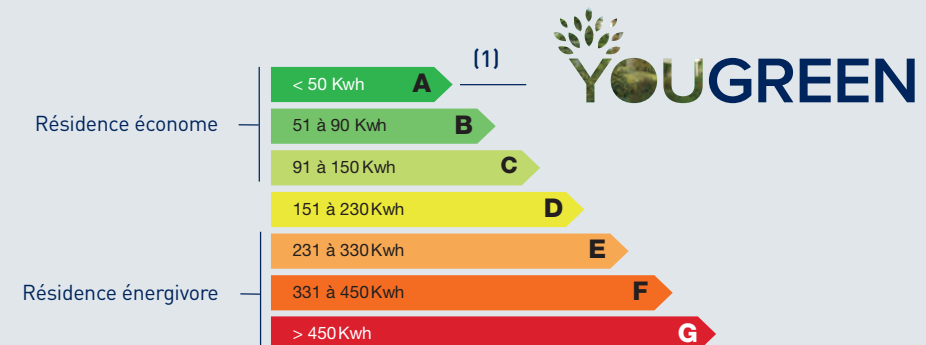 (1)
YOUGREEN
< 50 Kwh A
Résidence économe
51 à 90 Kwh B
91 à 150 Kwh C
151 à 230 Kwh D
231 à 330 Kwh E
Résidence énergivore
331 à 450 Kwh F
> 450 Kwh G